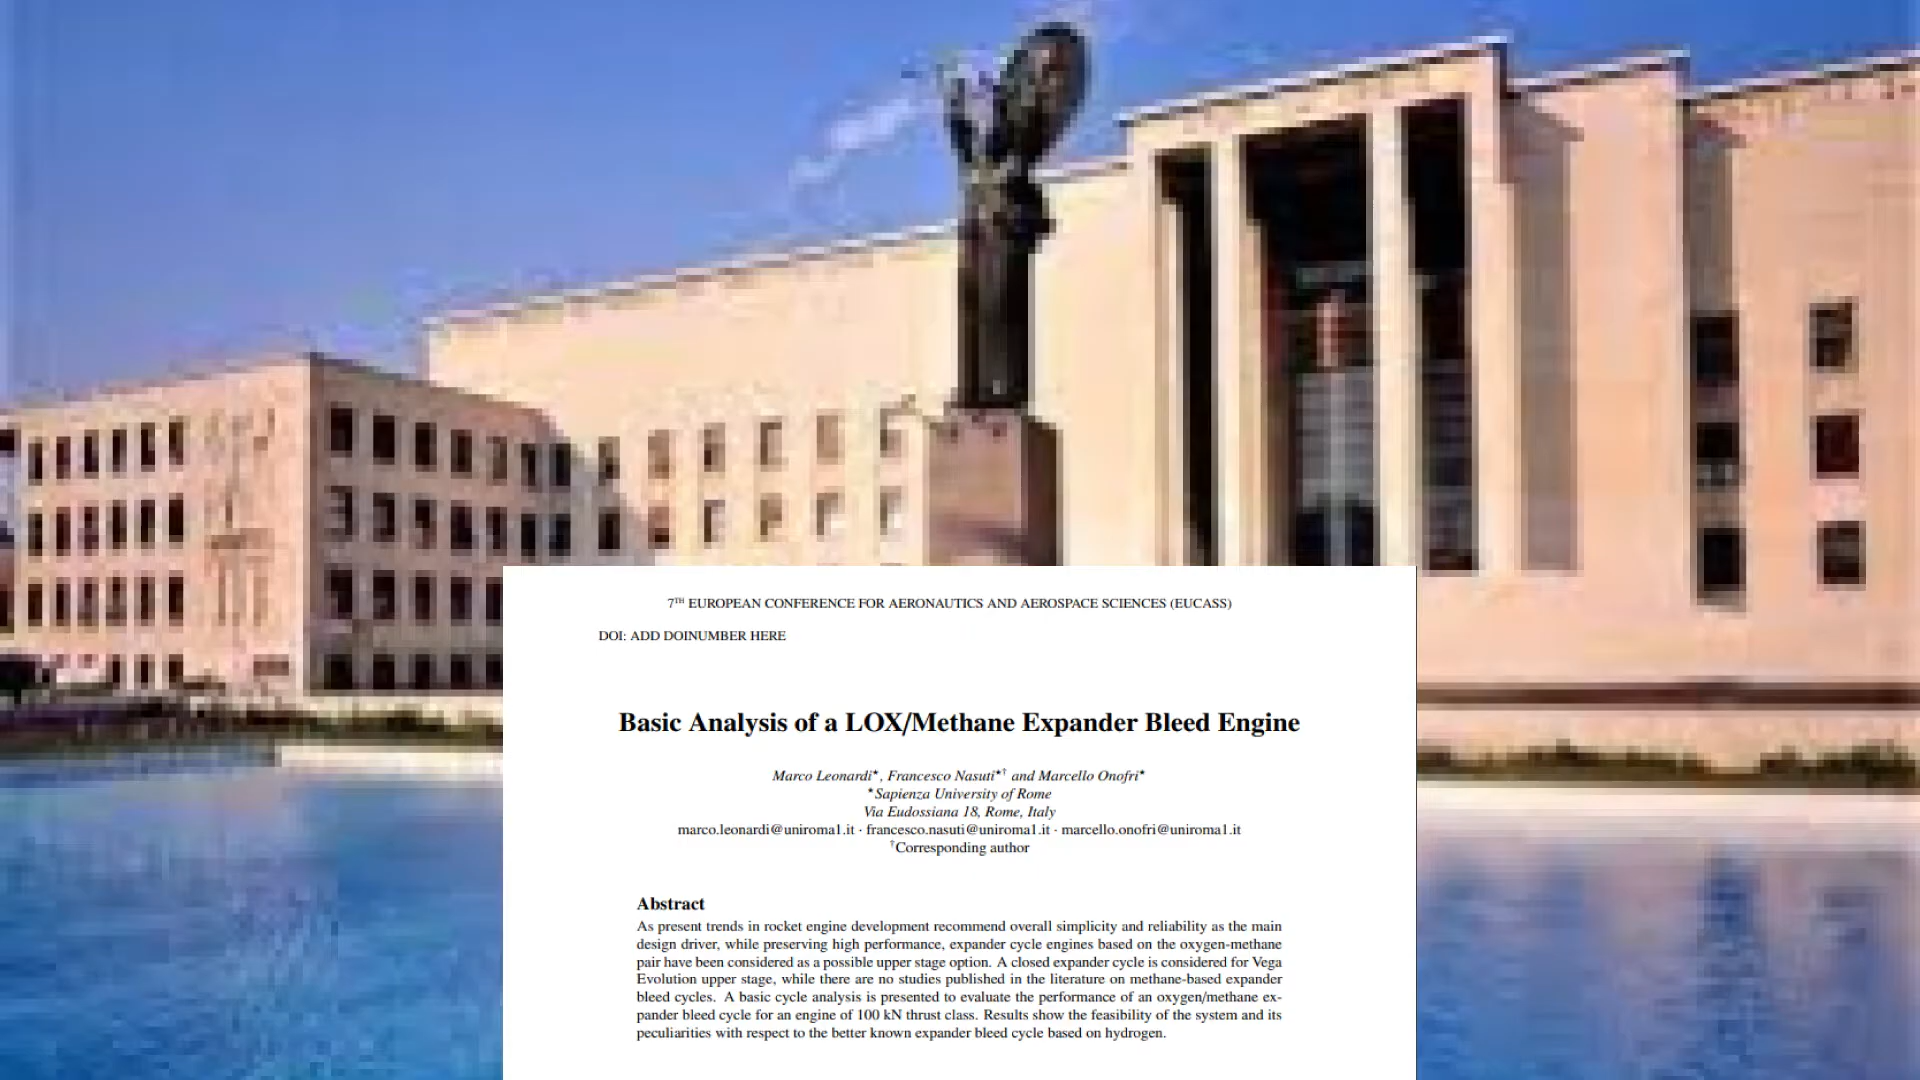 7TH EUROPEAN CONFERENCE FOR AERONAUTICS AND AEROSPACE SCIENCES (EUCASS)
DOI: ADD DOINUMBER HERE
Basic Analysis of a LOX/Methane Expander Bleed Engine
Marco Leonardi⋆, Francesco Nasuti⋆† and Marcello Onofri⋆
⋆Sapienza University of Rome
Via Eudossiana 18, Rome, Italy
marco.leonardi@uniroma1.it · francesco.nasuti@uniroma1.it · marcello.onofri@uniroma1.it
†Corresponding author
Abstract
As present trends in rocket engine development recommend overall simplicity and reliability as the main
design driver, while preserving high performance, expander cycle engines based on the oxygen-methane
pair have been considered as a possible upper stage option. A closed expander cycle is considered for Vega
Evolution upper stage, while there are no studies published in the literature on methane-based expander
bleed cycles. A basic cycle analysis is presented to evaluate the performance of an oxygen/methane ex-
pander bleed cycle for an engine of 100 kN thrust class. Results show the feasibility of the system and its
peculiarities with respect to the better known expander bleed cycle based on hydrogen.